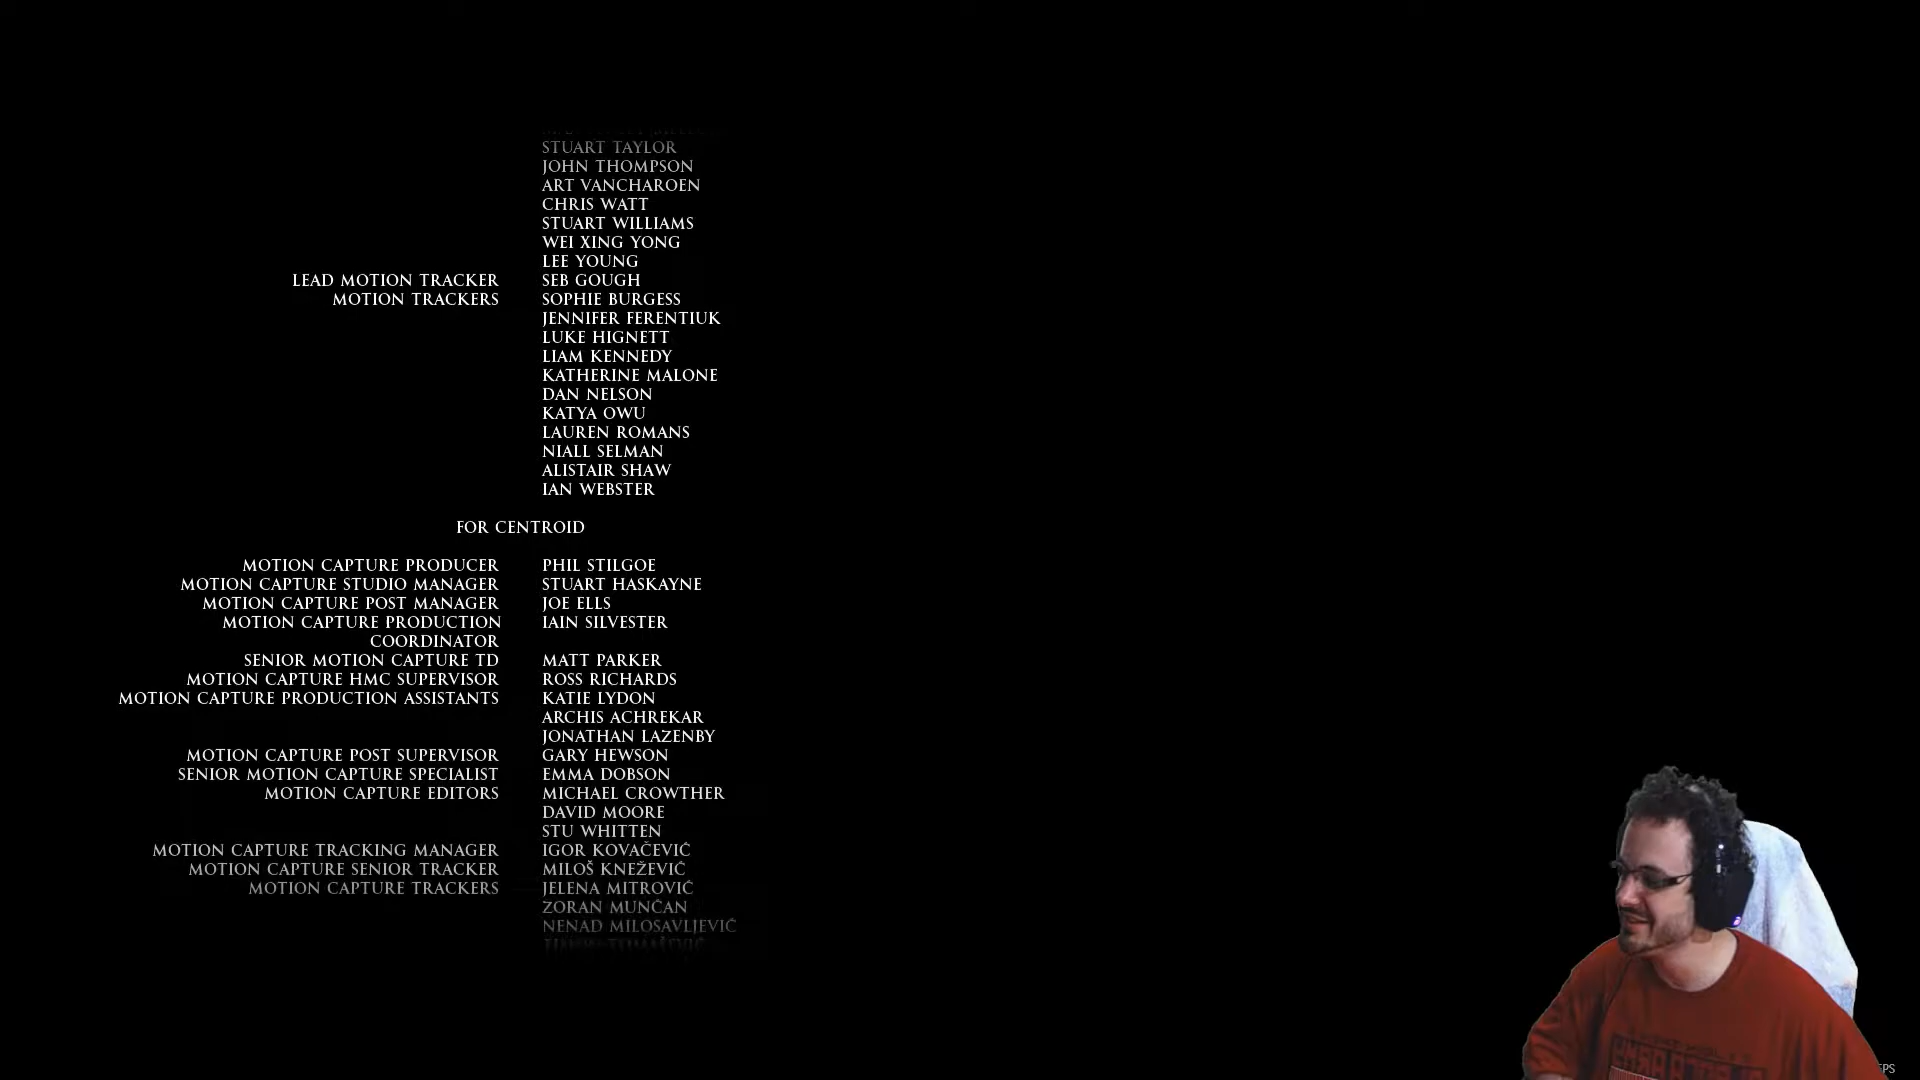 STUART TAYLOR
JOHN THOMPSON
ART VANCHAROEN
CHRIS WATT
STUART WILLIAMS
WEI XING YONG
LEE YOUNG
LEAD MOTION TRACKER SEB GOUGH
MOTION TRACKERS SOPHIE BURGESS
JENNIFER FERENTIUK
LUKE HIGNETT
LIAM KENNEDY
KATHERINE MALONE
DAN NELSON
KATYA OWU
LAUREN ROMANS
NIALL SELMAN
ALISTAIR SHAW
IAN WEBSTER
FOR CENTROID
MOTION CAPTURE PRODUCER PHIL STILGOE
MOTION CAPTURE STUDIO MANAGER STUART HASKAYNE
MOTION CAPTURE POST MANAGER JOE ELLS
MOTION CAPTURE PRODUCTION IAIN SILVESTER
COORDINATOR
SENIOR MOTION CAPTURE TD MATT PARKER
MOTION CAPTURE HMC SUPERVISOR ROSS RICHARDS
MOTION CAPTURE PRODUCTION ASSISTANTS KATIE LYDON
ARCHIS ACHREKAR
JONATHAN LAZENBY
MOTION CAPTURE POST SUPERVISOR GARY HEWSON
SENIOR MOTION CAPTURE SPECIALIST EMMA DOBSON
MOTION CAPTURE EDITORS MICHAEL CROWTHER
DAVID MOORE
STU WHITTEN
MOTION CAPTURE TRACKING MANAGER IGOR KOVAČEVIĆ
MOTION CAPTURE SENIOR TRACKER MILOŠ KNEŽEVIĆ
MOTION CAPTURE TRACKERS JELENA MITROVIĆ
ZORAN MUNĆAN
NENAD MILOSAVLJEVIĆ